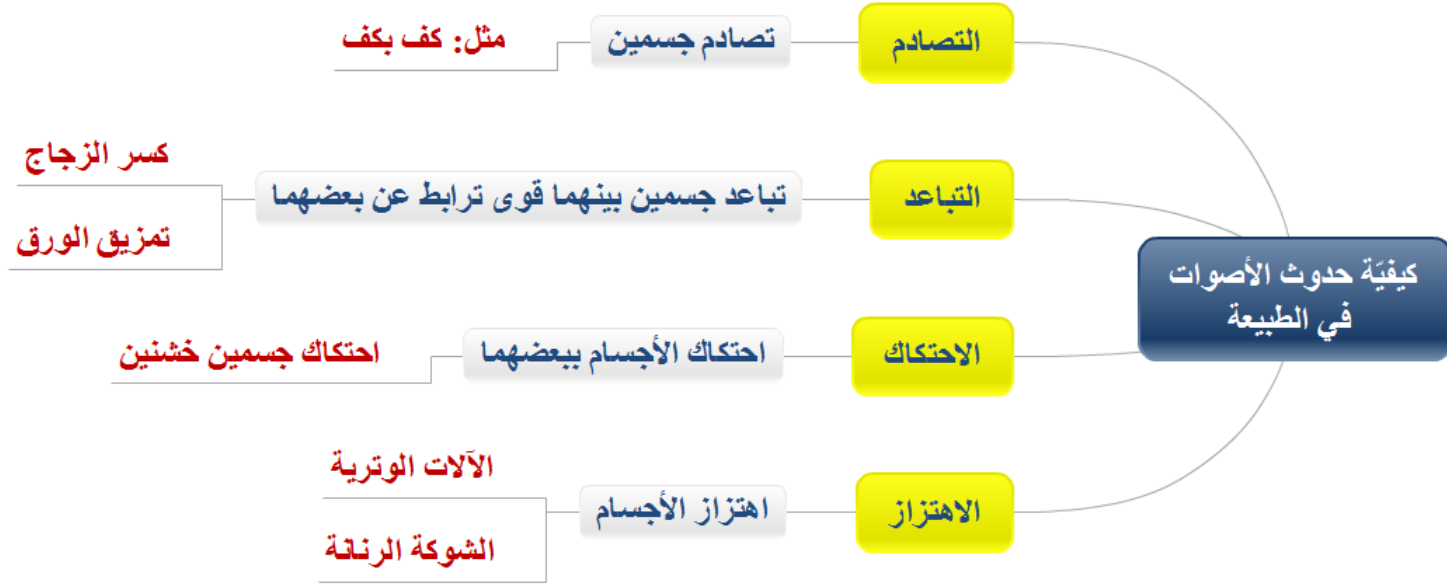 كيفيّة حدوث الأصوات
في الطبيعة
التصادم
تصادم جسمين
مثل: كف بكف
التباعد
تباعد جسمين بينهما قوى ترابط عن بعضهما
كسر الزجاج
تمزيق الورق
الاحتكاك
احتكاك الأجسام ببعضهما
احتكاك جسمين خشنين
الاهتزاز
اهتزاز الأجسام
الآلات الوترية
الشوكة الرنانة